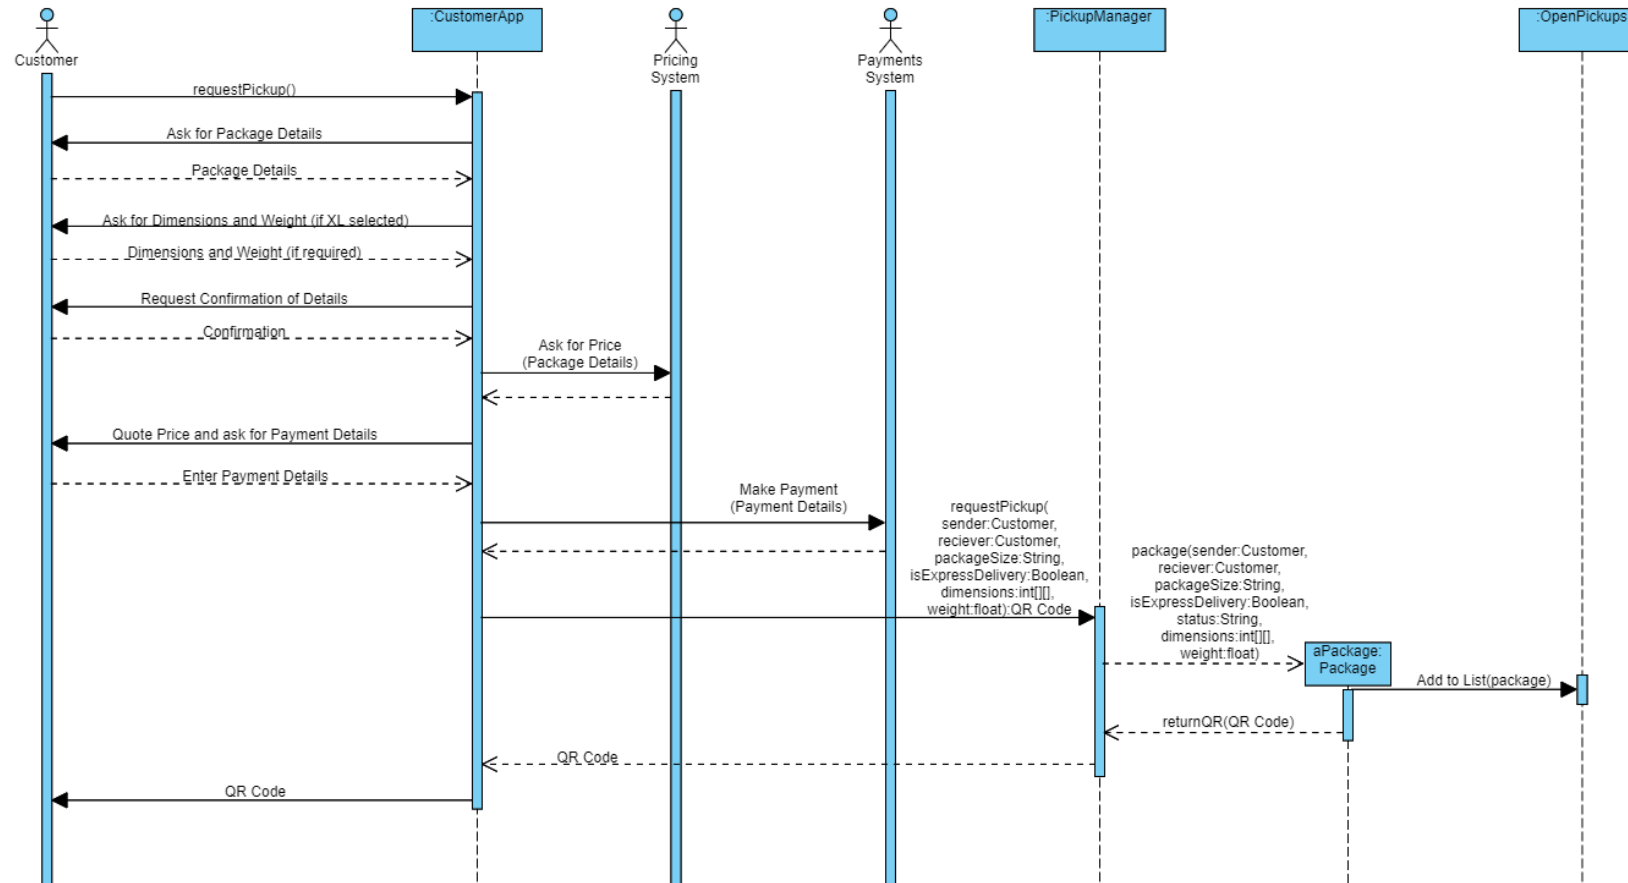 Customer
:CustomerApp
Pricing
System
Payments
System
:PickupManager
:OpenPickups
requestPickup()
Ask for Package Details
Package Details
Ask for Dimensions and Weight (if XL selected)
Dimensions and Weight (if required)
Request Confirmation of Details
Confirmation
Ask for Price
(Package Details)
Quote Price and ask for Payment Details
Enter Payment Details
Make Payment
(Payment Details)
requestPickup(
sender:Customer,
reciever:Customer,
packageSize:String,
isExpressDelivery:Boolean,
dimensions:int[][],
weight:float):QR Code
package(sender:Customer,
reciever:Customer,
packageSize:String,
isExpressDelivery:Boolean,
status:String,
dimensions:int[][],
weight:float)
aPackage:
Package
Add to List(package)
returnQR(QR Code)
QR Code
QR Code